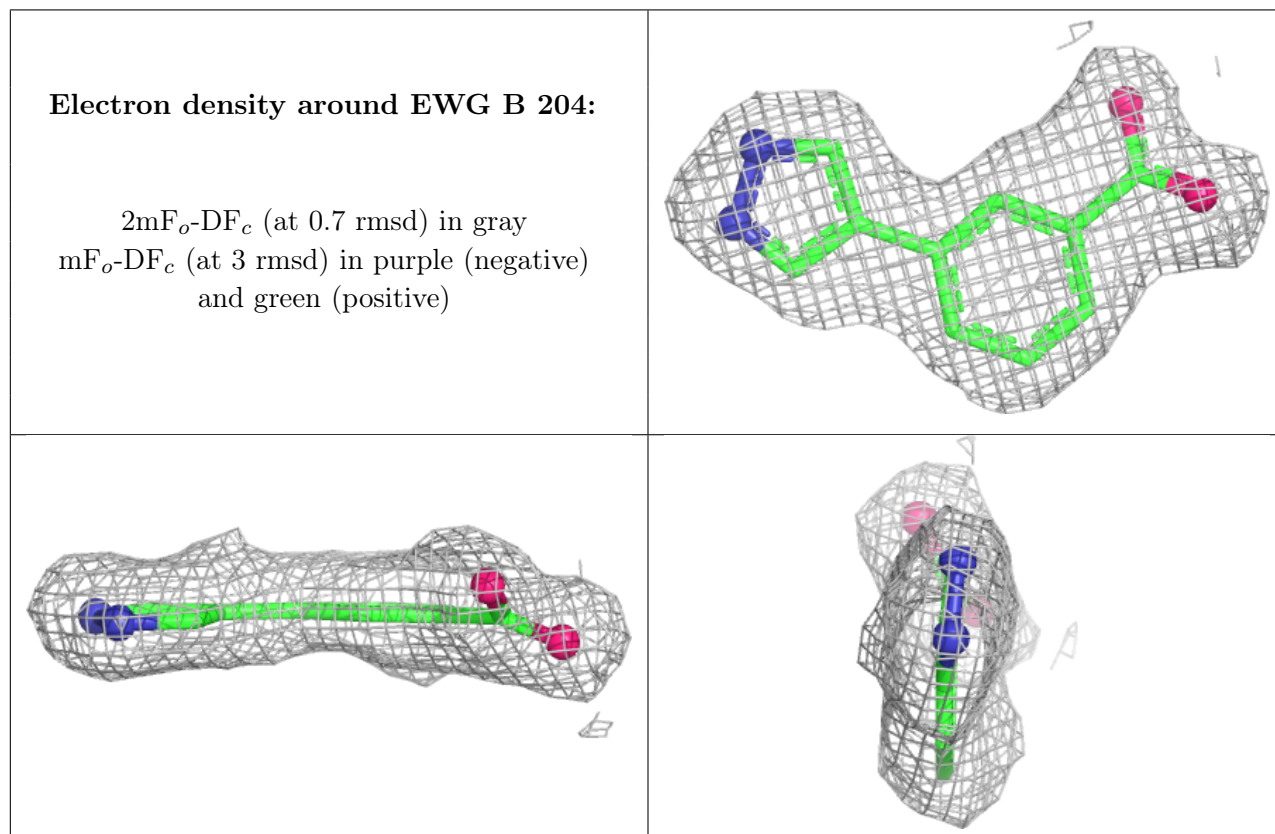 Electron density around EWG B 204:
2mFo-DFc (at 0.7 rmsd) in gray
mFo-DFc (at 3 rmsd) in purple (negative)
and green (positive)